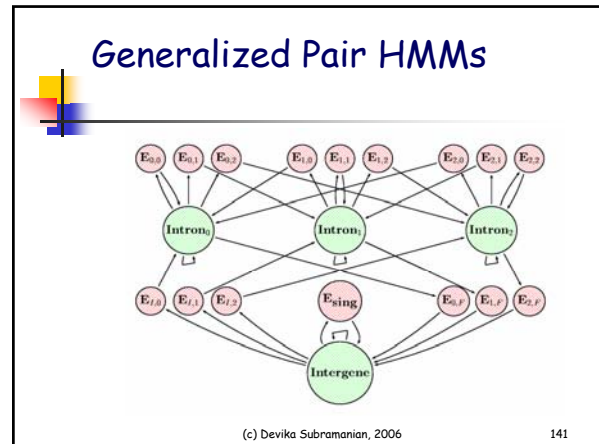 Generalized Pair HMMs
E0,0 E0,1 E0,2 E1,0 E1,1 E1,2 E2,0 E2,1 E2,2
Intron0 Intron1 Intron2
EI,0 EI,1 EI,2 Esing E0,F E1,F E2,F
Intergene
(c) Devika Subramanian, 2006 141